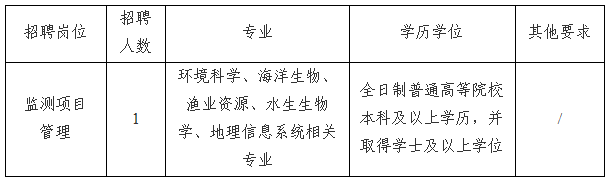 招聘岗位
招聘
人数
专业
学历学位
其他要求
监测项目
管理
1
环境科学、海洋生物、
渔业资源、水生生物
学、地理信息系统相关
专业
全日制普通高等院校
本科及以上学历，并
取得学士及以上学位
/